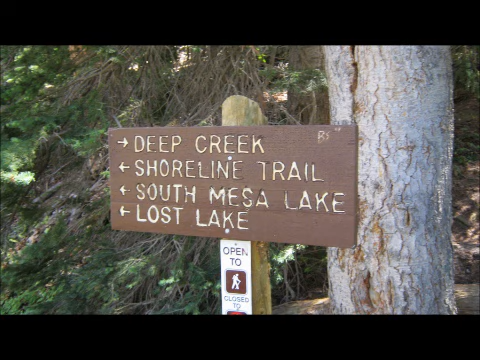 → DEEP CREEK
← SHORELINE TRAIL
← SOUTH MESA LAKE
← LOST LAKE
OPEN
TO
CLOSED
TO